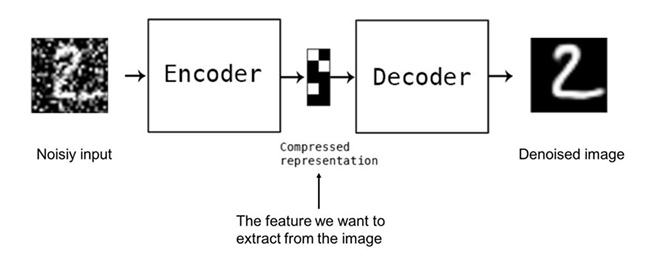 Encoder
Decoder
Noisiy input
Compressed
representation
Denoised image
The feature we want to
extract from the image